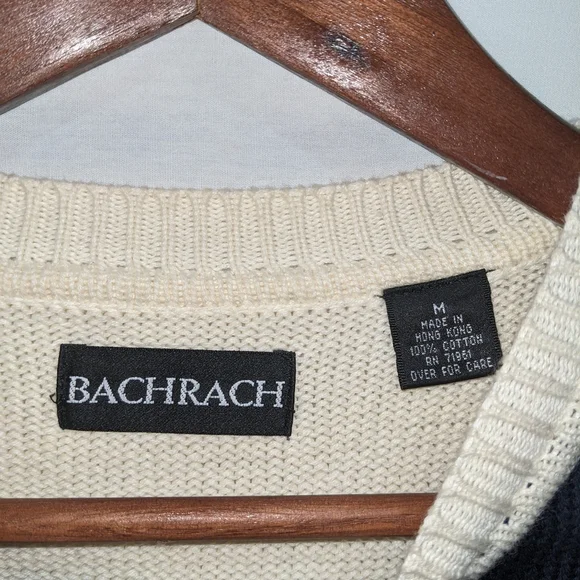 BACHRACH
M
MADE IN
HONG KONG
100% COTTON
RN 71951
OVER FOR CARE